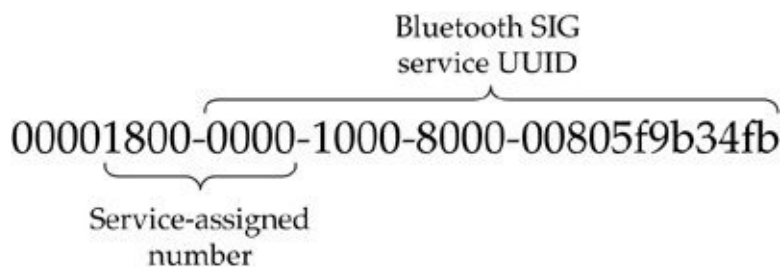 Bluetooth SIG
service UUID
00001800-0000-1000-8000-00805f9b34fb
Service-assigned
number